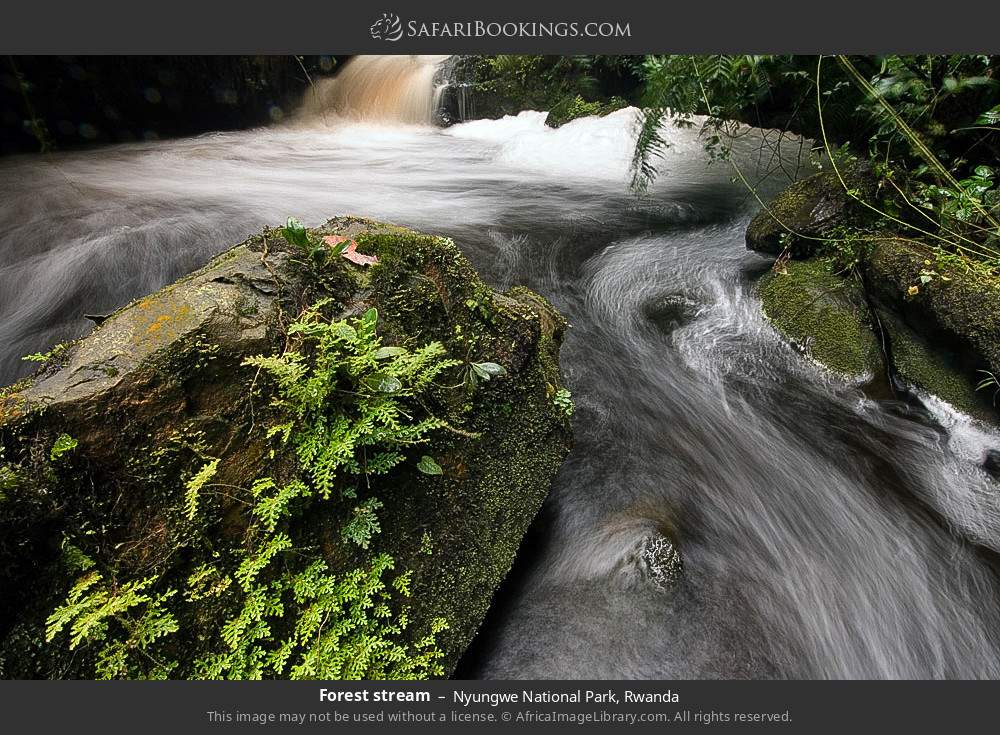 SAFARIBOOKINGS.COM
Forest stream – Nyungwe National Park, Rwanda
This image may not be used without a license. © AfricaImageLibrary.com. All rights reserved.